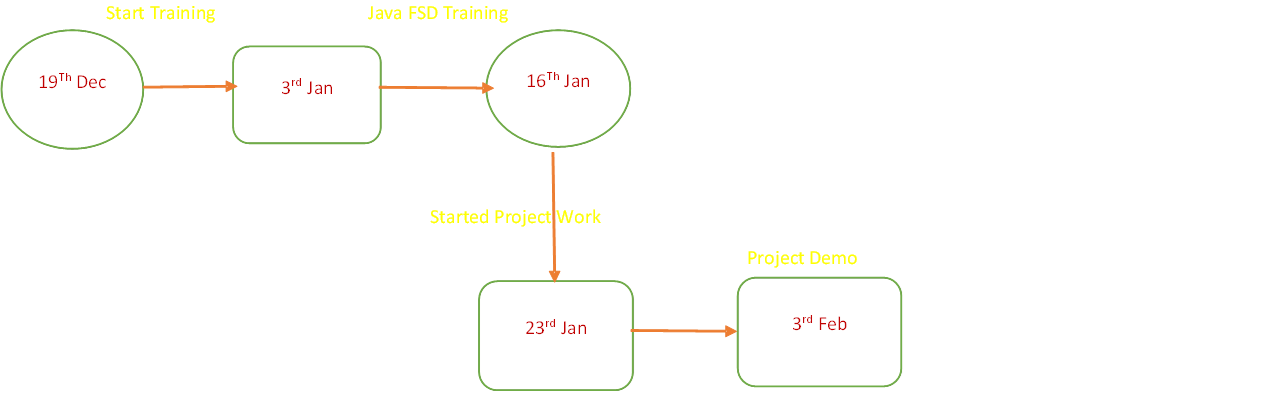 Start Training
Java FSD Training
19Th Dec
3rd Jan
16Th Jan
Started Project Work
Project Demo
23rd Jan
3rd Feb